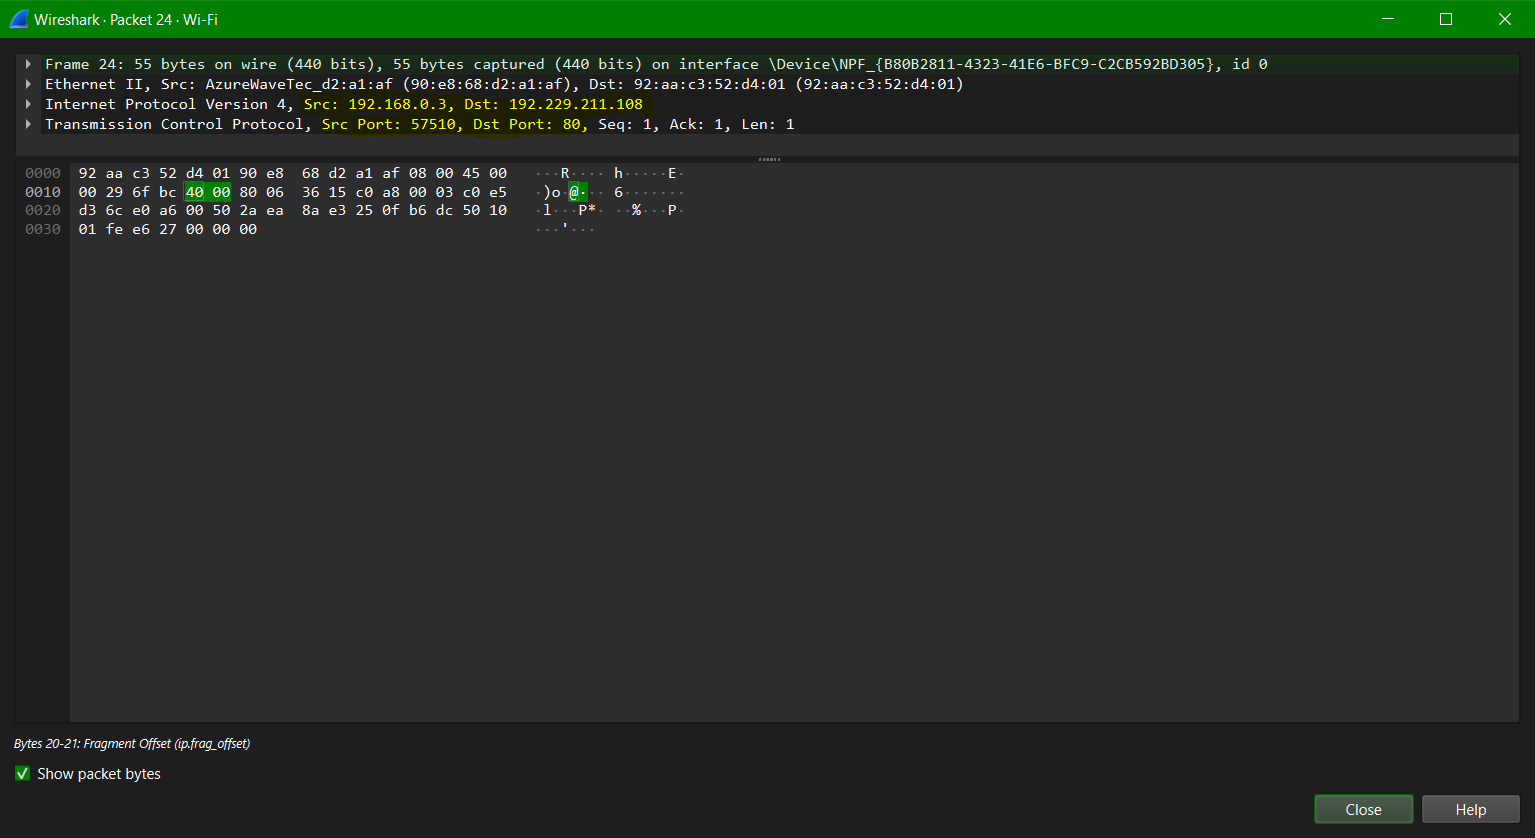 Wireshark · Packet 24 · Wi-Fi
Frame 24: 55 bytes on wire (440 bits), 55 bytes captured (440 bits) on interface \Device\NPF_{B80B2811-4323-41E6-BFC9-C2CB592BD305}, id 0
Ethernet II, Src: AzureWaveTec_d2:a1:af (90:e8:68:d2:a1:af), Dst: 92:aa:c3:52:d4:01 (92:aa:c3:52:d4:01)
Internet Protocol Version 4, Src: 192.168.0.3, Dst: 192.229.211.108
Transmission Control Protocol, Src Port: 57510, Dst Port: 80, Seq: 1, Ack: 1, Len: 1
0000 92 aa c3 52 d4 01 90 e8 68 d2 a1 af 08 00 45 00 ···R···· h·····E·
0010 00 29 6f bc 40 00 80 06 36 15 c0 a8 00 03 c0 e5 ·)o·@··· 6·······
0020 d3 6c e0 a6 00 50 2a ea 8a e3 25 0f b6 dc 50 10 ·l···P*· ··%···P·
0030 01 fe e6 27 00 00 00 ···'···
Bytes 20-21: Fragment Offset (ip.frag_offset)
Show packet bytes
Close Help